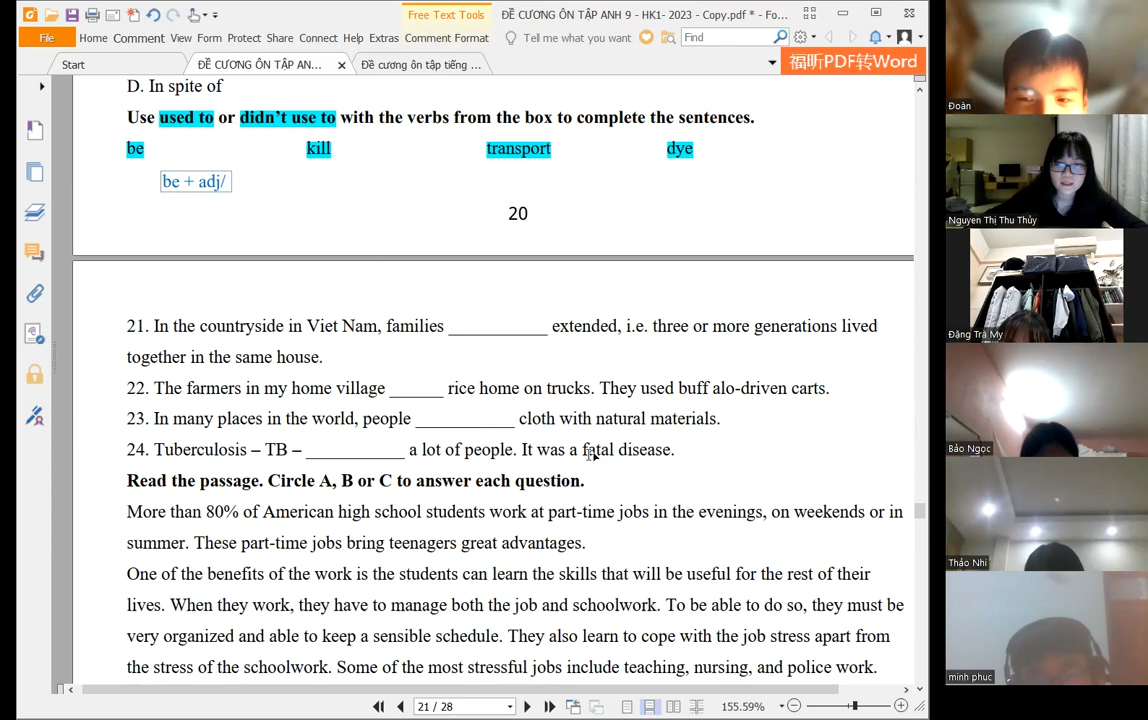 Free Text Tools
ĐỀ CƯƠNG ÔN TẬP ANH 9 - HK1- 2023 - Copy.pdf * - Fo...
File Home Comment View Form Protect Share Connect Help Extras Comment Format Tell me what you want Find
Start ĐỀ CƯƠNG ÔN TẬP AN... Đề cương ôn tập tiếng ... 福昕PDF转Word
D. In spite of
Use used to or didn't use to with the verbs from the box to complete the sentences.
be kill transport dye
be + adj/
20
21. In the countryside in Viet Nam, families ___________ extended, i.e. three or more generations lived
together in the same house.
22. The farmers in my home village ______ rice home on trucks. They used buff alo-driven carts.
23. In many places in the world, people ___________ cloth with natural materials.
24. Tuberculosis – TB – ___________ a lot of people. It was a fatal disease.
Read the passage. Circle A, B or C to answer each question.
More than 80% of American high school students work at part-time jobs in the evenings, on weekends or in
summer. These part-time jobs bring teenagers great advantages.
One of the benefits of the work is the students can learn the skills that will be useful for the rest of their
lives. When they work, they have to manage both the job and schoolwork. To be able to do so, they must be
very organized and able to keep a sensible schedule. They also learn to cope with the job stress apart from
the stress of the schoolwork. Some of the most stressful jobs include teaching, nursing, and police work.
21 / 28
155.59%
Đoàn
Nguyen Thị Thu Thủy
Đặng Trà My
Bảo Ngọc
Thảo Nhi
minh phuc